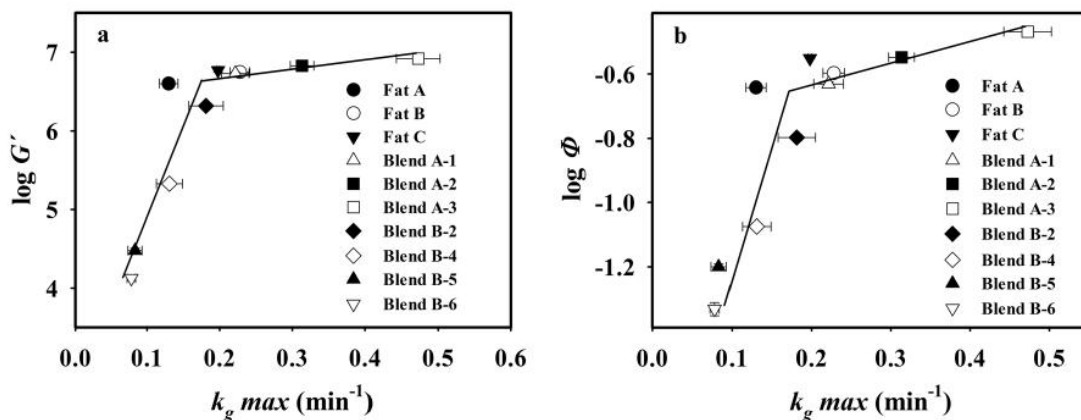 a
log G´
7
6
5
4
0.0 0.1 0.2 0.3 0.4 0.5 0.6
k_g max (min⁻¹)
Fat A
Fat B
Fat C
Blend A-1
Blend A-2
Blend A-3
Blend B-2
Blend B-4
Blend B-5
Blend B-6
b
log Φ
-0.6
-0.8
-1.0
-1.2
0.0 0.1 0.2 0.3 0.4 0.5
k_g max (min⁻¹)
Fat A
Fat B
Fat C
Blend A-1
Blend A-2
Blend A-3
Blend B-2
Blend B-4
Blend B-5
Blend B-6